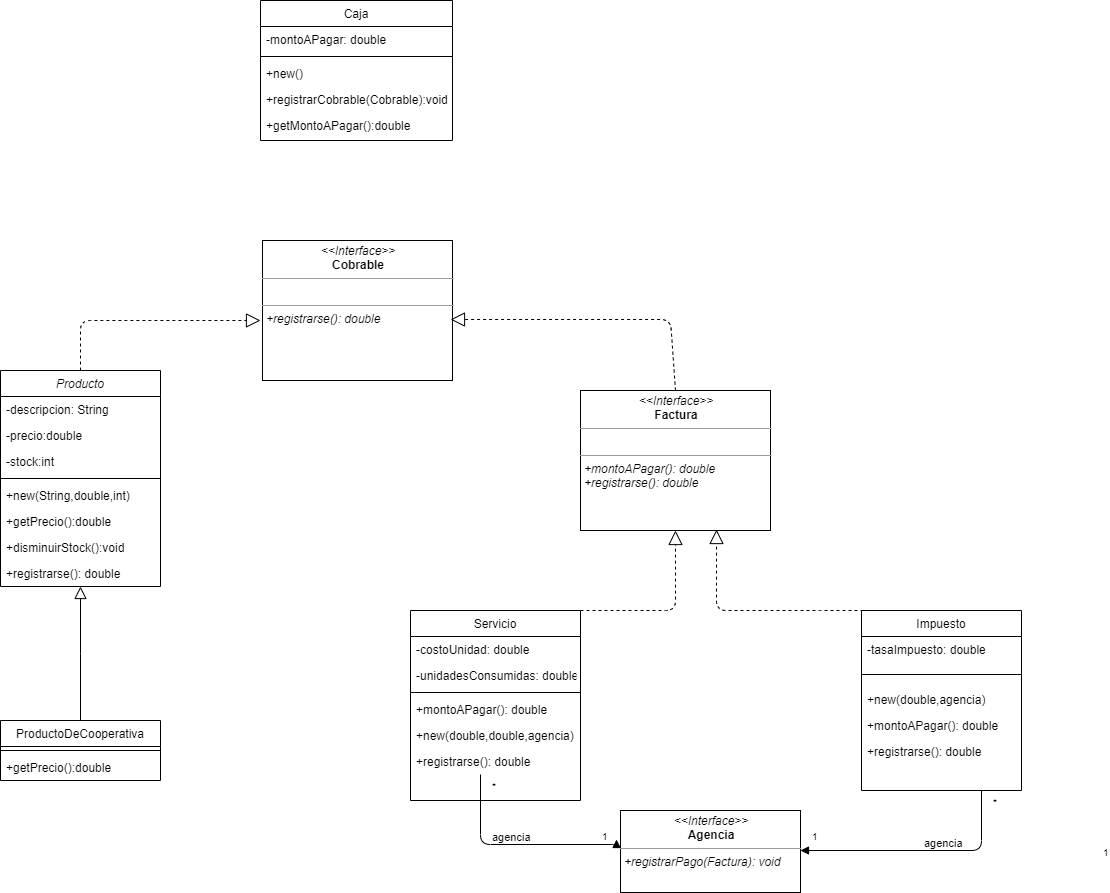 Caja
-montoAPagar: double
+new()
+registrarCobrable(Cobrable):void
+getMontoAPagar():double
<<Interface>>
Cobrable
+registrarse(): double
Producto
-descripcion: String
-precio:double
-stock:int
+new(String,double,int)
+getPrecio():double
+disminuirStock():void
+registrarse(): double
<<Interface>>
Factura
+montoAPagar(): double
+registrarse(): double
ProductoDeCooperativa
+getPrecio():double
Servicio
-costoUnidad: double
-unidadesConsumidas: double
+montoAPagar(): double
+new(double,double,agencia)
+registrarse(): double
*
Impuesto
-tasaImpuesto: double
+new(double,agencia)
+montoAPagar(): double
+registrarse(): double
*
agencia
1
<<Interface>>
Agencia
+registrarPago(Factura): void
1
agencia
1